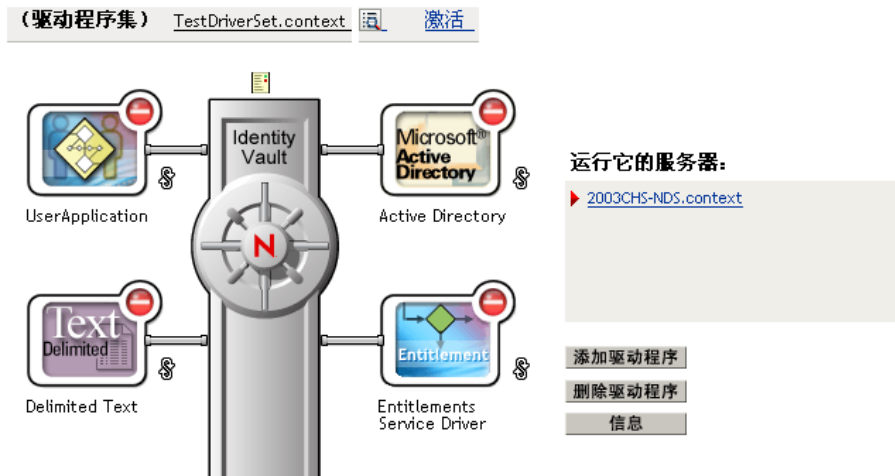 （驱动程序集） TestDriverSet.context 激活
Identity
Vault
Microsoft®
Active
Directory
运行它的服务器：
2003CHS-NDS.context
UserApplication
Active Directory
N
Text
Delimited
Entitlement
添加驱动程序
删除驱动程序
信息
Delimited Text
Entitlements
Service Driver